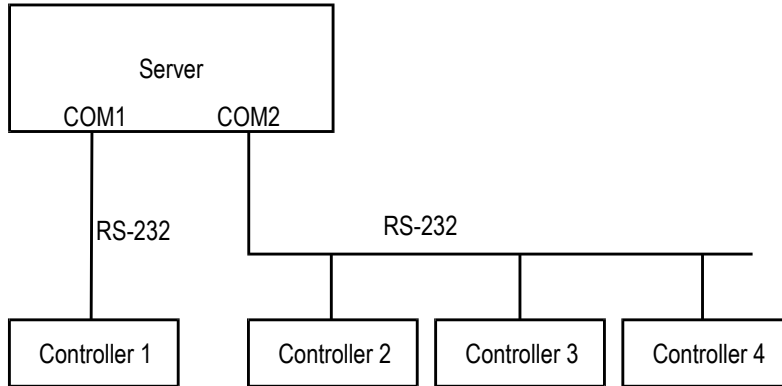 Server
COM1 COM2
RS-232 RS-232
Controller 1 Controller 2 Controller 3 Controller 4